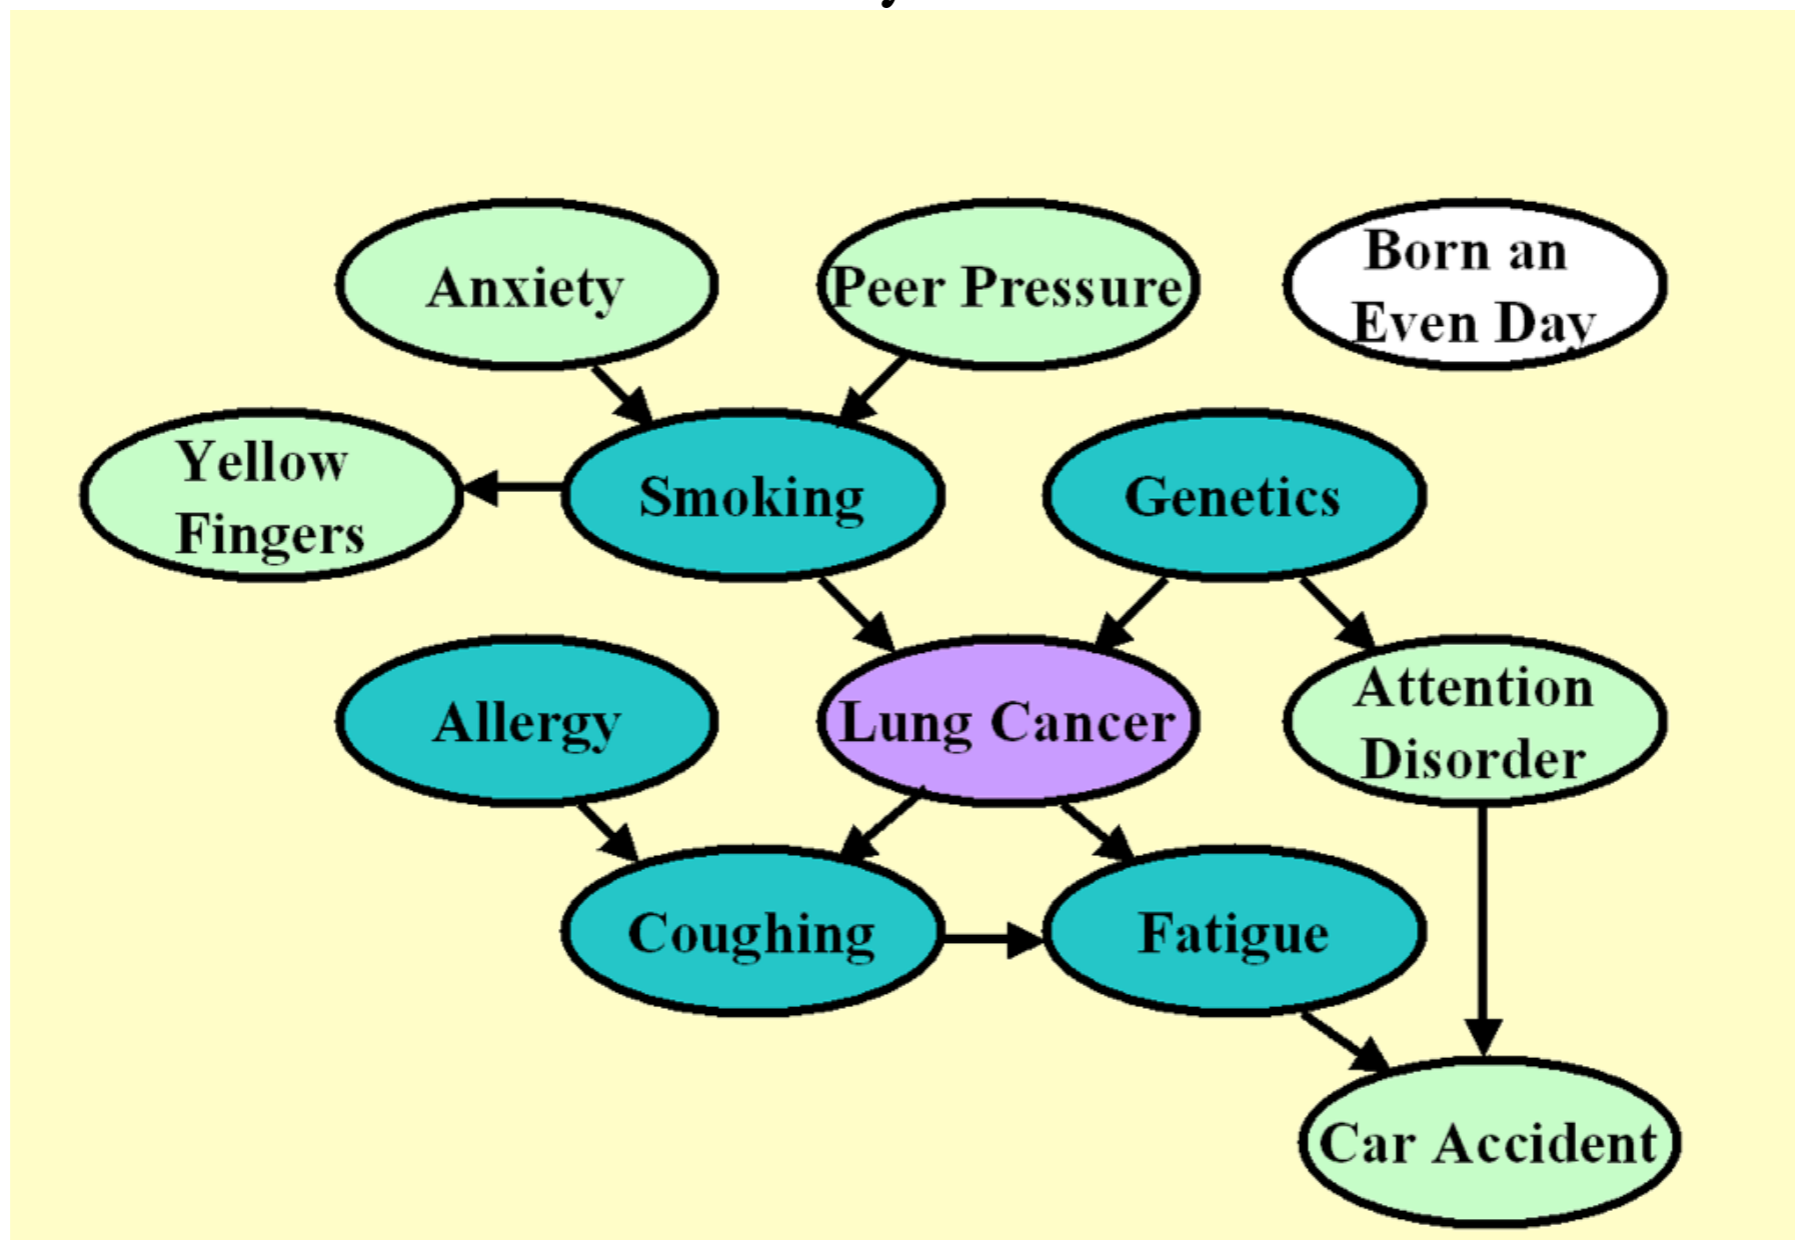 Anxiety
Peer Pressure
Born an
Even Day
Yellow
Fingers
Smoking
Genetics
Allergy
Lung Cancer
Attention
Disorder
Coughing
Fatigue
Car Accident